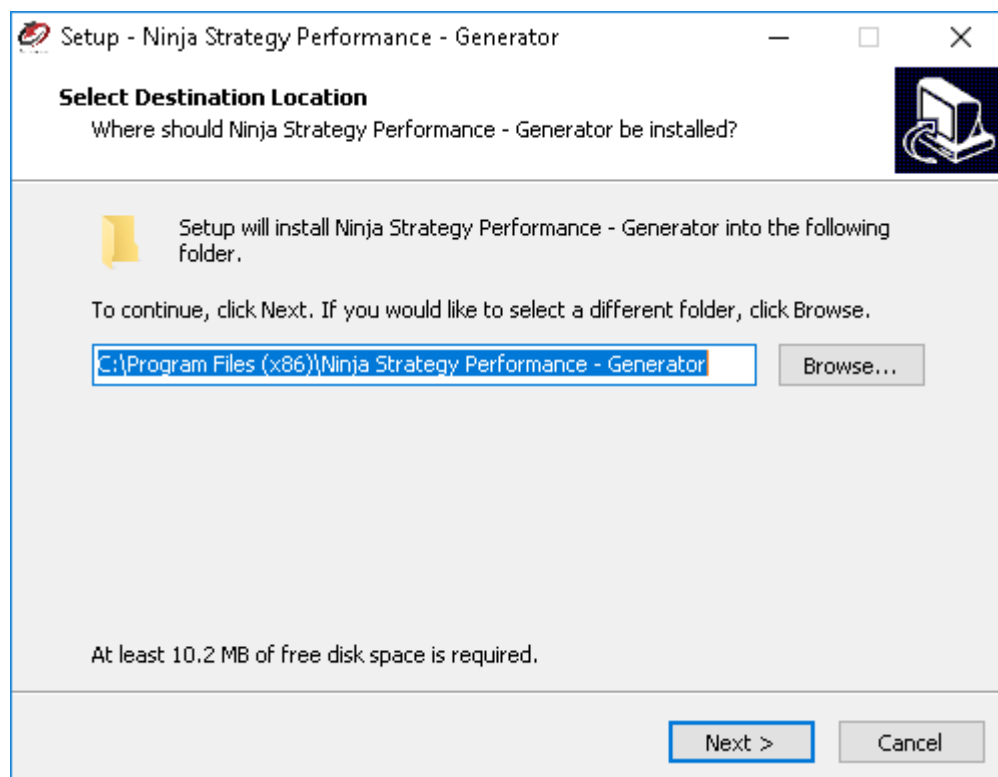 Setup - Ninja Strategy Performance - Generator
Select Destination Location
Where should Ninja Strategy Performance - Generator be installed?
Setup will install Ninja Strategy Performance - Generator into the following
folder.
To continue, click Next. If you would like to select a different folder, click Browse.
C:\Program Files (x86)\Ninja Strategy Performance - Generator
Browse...
At least 10.2 MB of free disk space is required.
Next >
Cancel